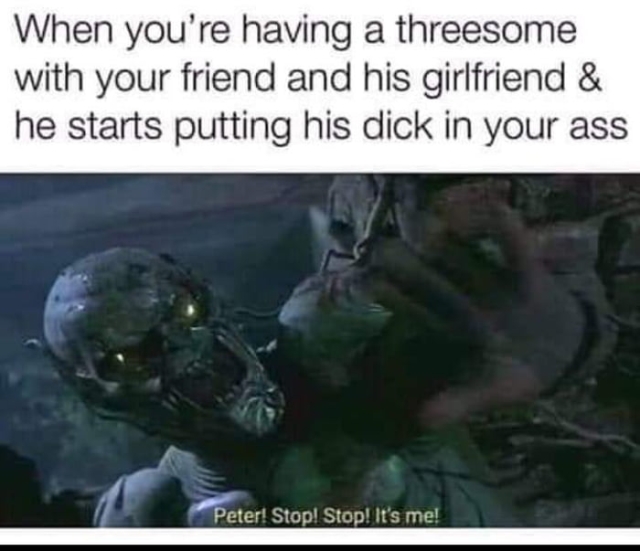 When you're having a threesome
with your friend and his girlfriend &
he starts putting his dick in your ass
Peter! Stop! Stop! It's me!